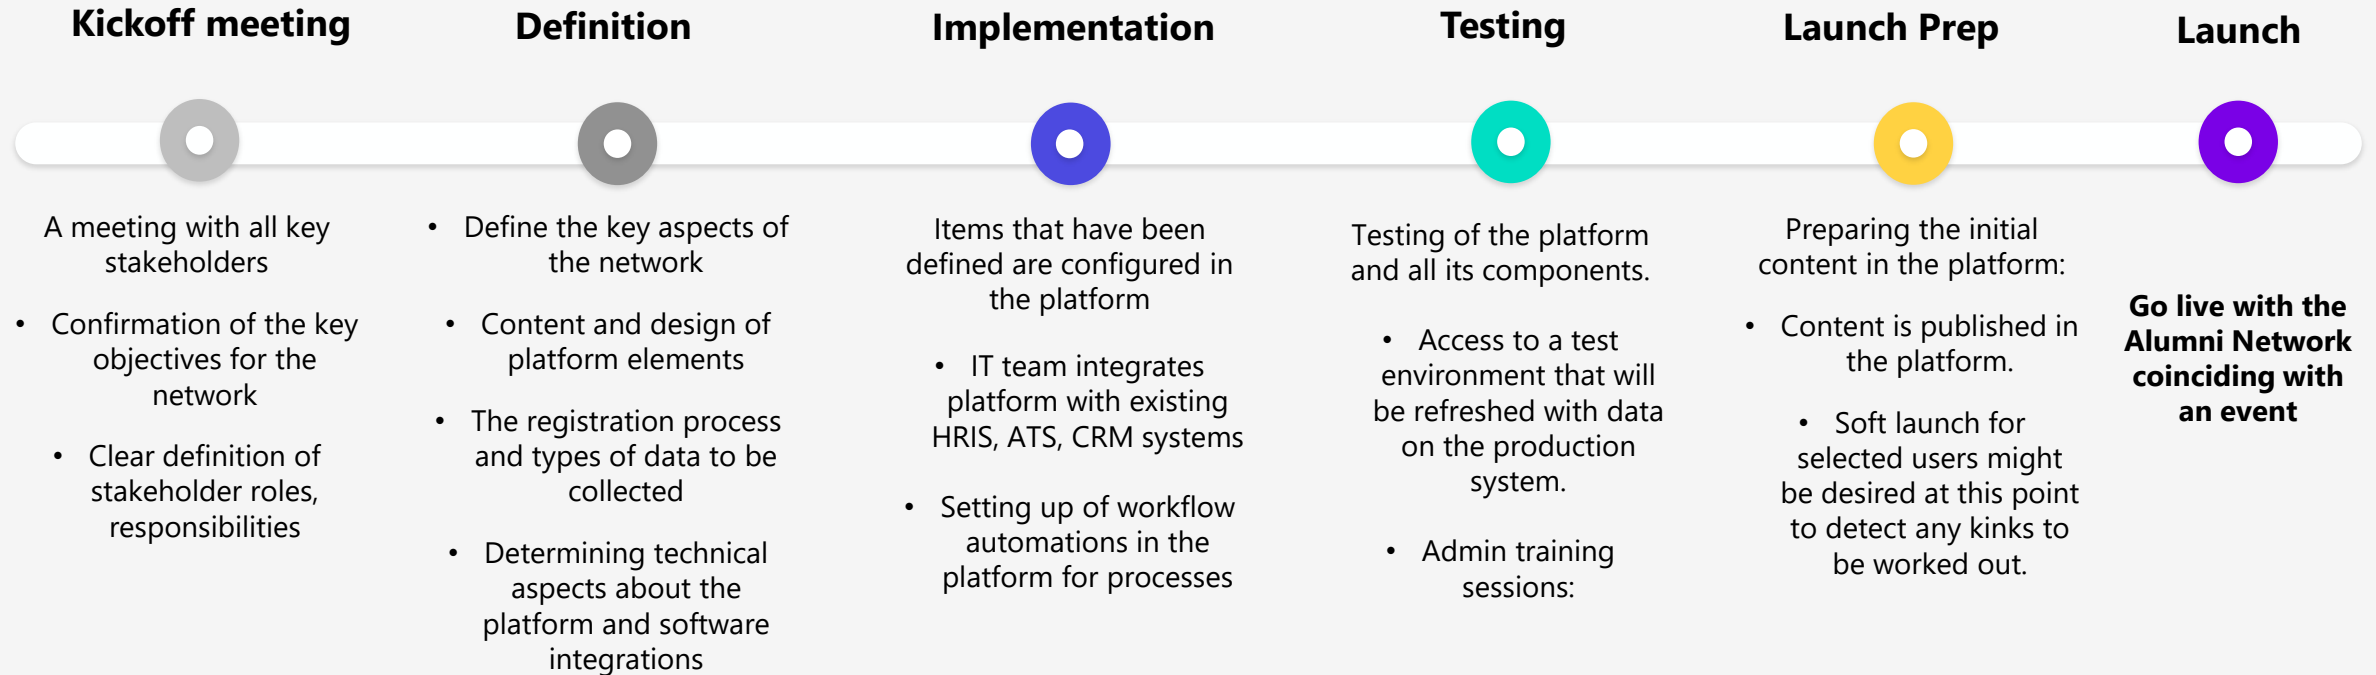 Kickoff meeting
Definition
Implementation
Testing
Launch Prep
Launch
A meeting with all key
stakeholders
• Confirmation of the key
objectives for the
network
• Clear definition of
stakeholder roles,
responsibilities
• Define the key aspects of
the network
• Content and design of
platform elements
• The registration process
and types of data to be
collected
• Determining technical
aspects about the
platform and software
integrations
Items that have been
defined are configured in
the platform
• IT team integrates
platform with existing
HRIS, ATS, CRM systems
• Setting up of workflow
automations in the
platform for processes
Testing of the platform
and all its components.
• Access to a test
environment that will
be refreshed with data
on the production
system.
• Admin training
sessions:
Preparing the initial
content in the platform:
• Content is published in
the platform.
• Soft launch for
selected users might
be desired at this point
to detect any kinks to
be worked out.
Go live with the
Alumni Network
coinciding with
an event